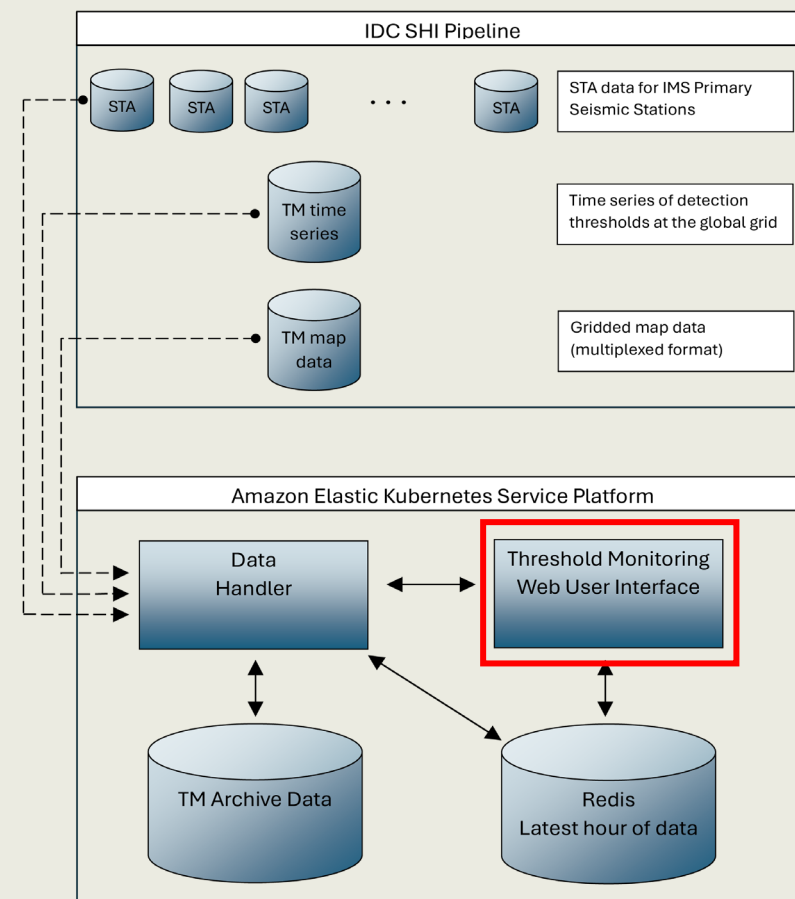 IDC SHI Pipeline
STA
STA
STA
. . .
STA
STA data for IMS Primary
Seismic Stations
TM time
series
Time series of detection
thresholds at the global grid
TM map
data
Gridded map data
(multiplexed format)
Amazon Elastic Kubernetes Service Platform
Data
Handler
Threshold Monitoring
Web User Interface
TM Archive Data
Redis
Latest hour of data